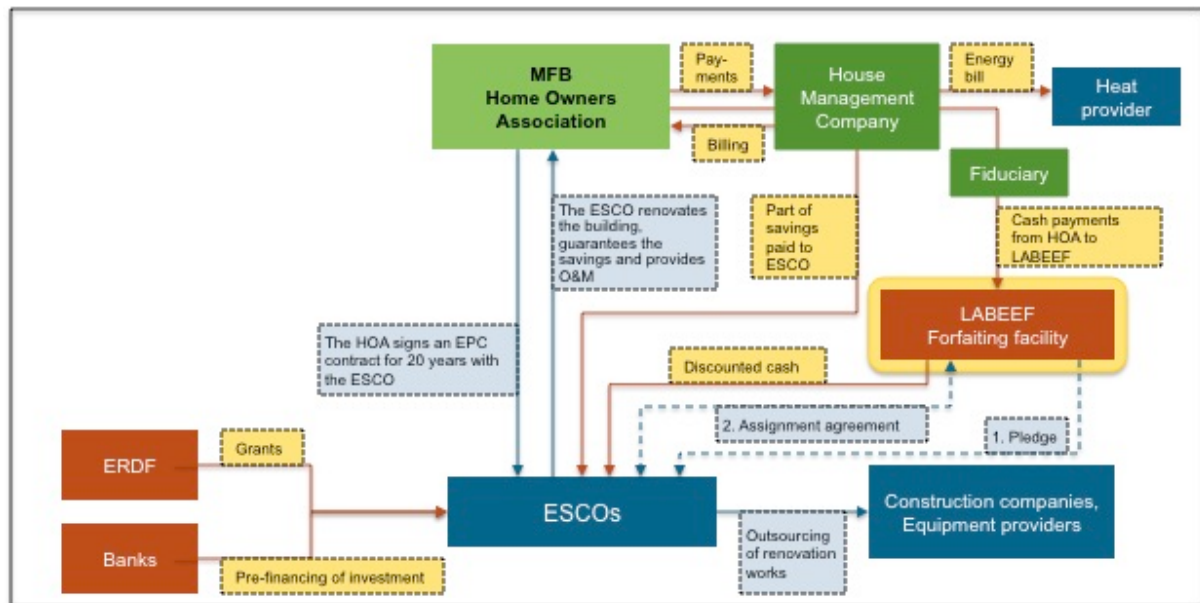 MFB
Home Owners
Association
Pay-
ments
House
Management
Company
Energy
bill
Heat
provider
Billing
Fiduciary
The ESCO renovates
the building,
guarantees the
savings and provides
O&M
Part of
savings
paid to
ESCO
Cash payments
from HOA to
LABEEF
LABEEF
Forfaiting facility
The HOA signs an EPC
contract for 20 years with
the ESCO
Discounted cash
2. Assignment agreement
1. Pledge
Grants
ERDF
ESCOs
Construction companies,
Equipment providers
Banks
Pre-financing of investment
Outsourcing
of renovation
works